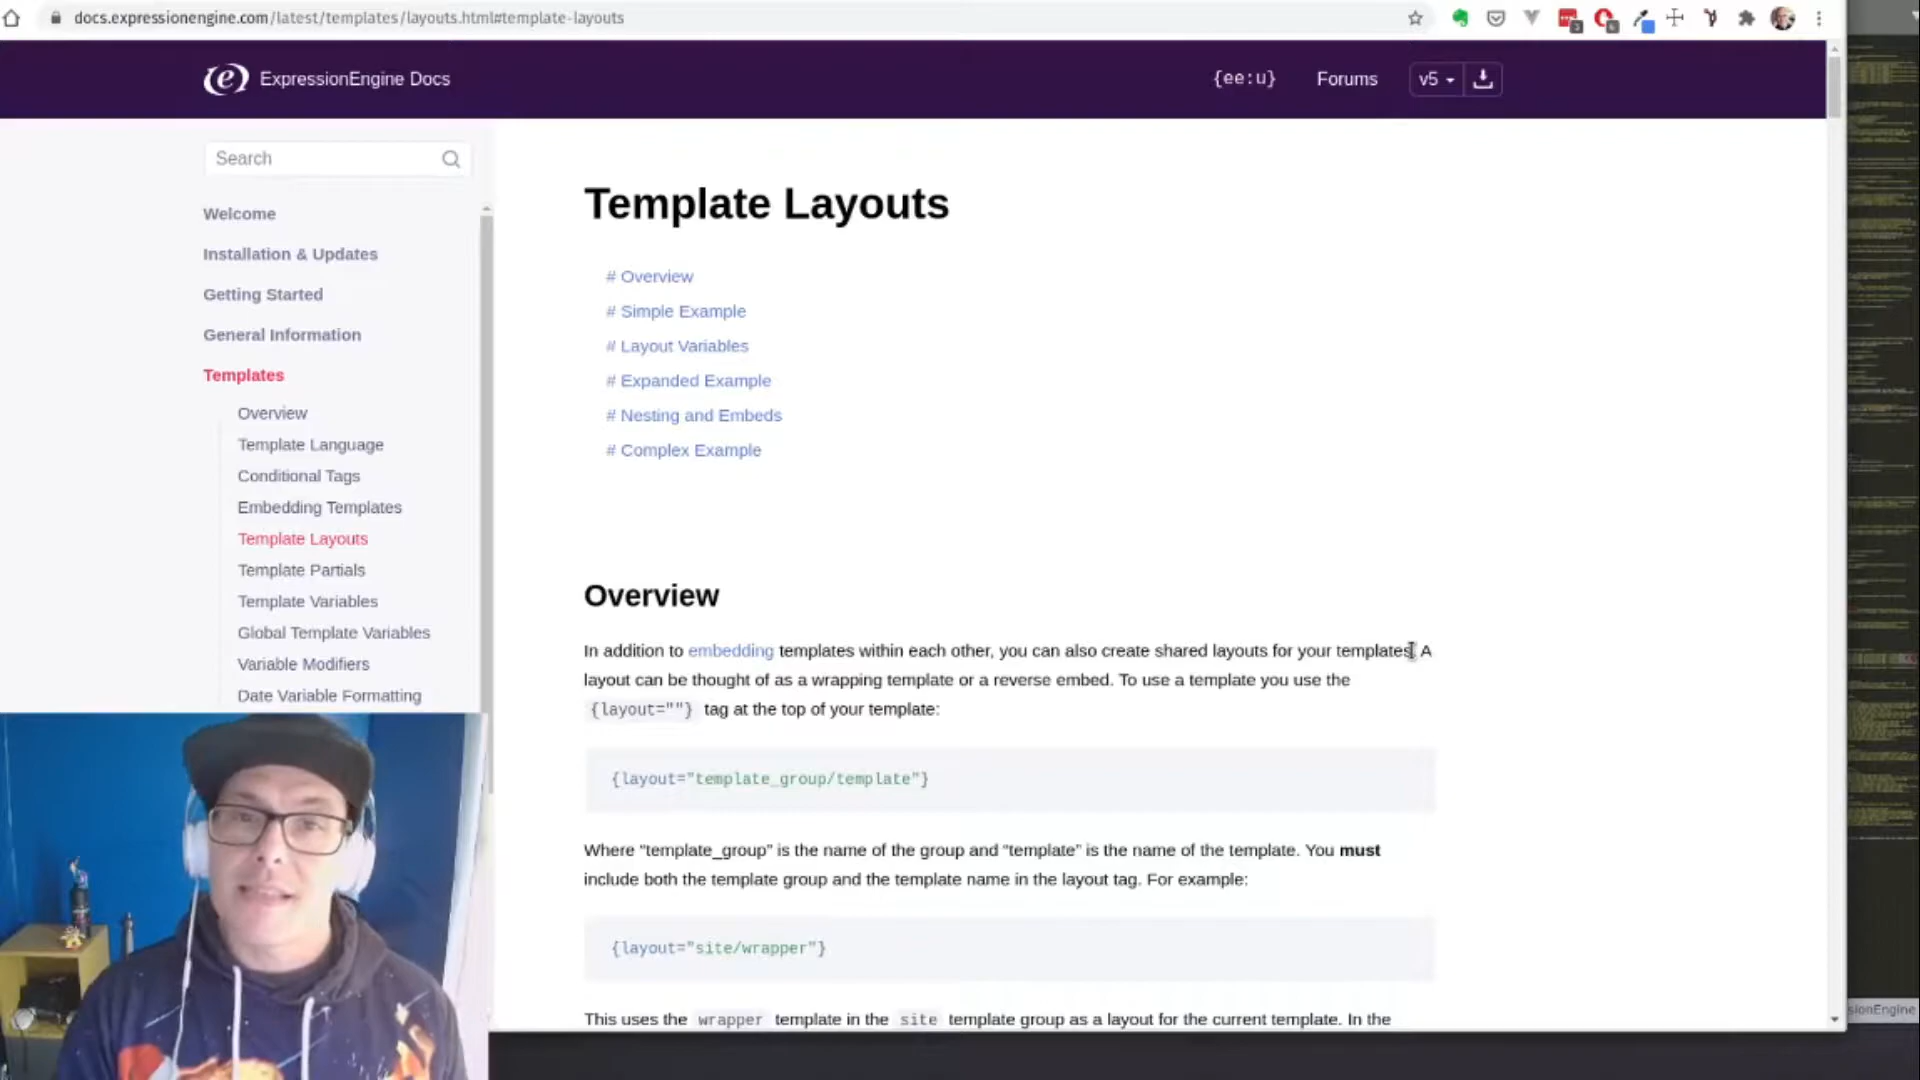 docs.expressionengine.com/latest/templates/layouts.html#template-layouts
ExpressionEngine Docs
{ee:u}
Forums
v5
Search
Welcome
Installation & Updates
Getting Started
General Information
Templates
Overview
Template Language
Conditional Tags
Embedding Templates
Template Layouts
Template Partials
Template Variables
Global Template Variables
Variable Modifiers
Date Variable Formatting
Template Layouts
# Overview
# Simple Example
# Layout Variables
# Expanded Example
# Nesting and Embeds
# Complex Example
Overview
In addition to embedding templates within each other, you can also create shared layouts for your templates. A
layout can be thought of as a wrapping template or a reverse embed. To use a template you use the
{layout=""} tag at the top of your template:
{layout="template_group/template"}
Where “template_group” is the name of the group and “template” is the name of the template. You must
include both the template group and the template name in the layout tag. For example:
{layout="site/wrapper"}
This uses the wrapper template in the site template group as a layout for the current template. In the
sionEngine